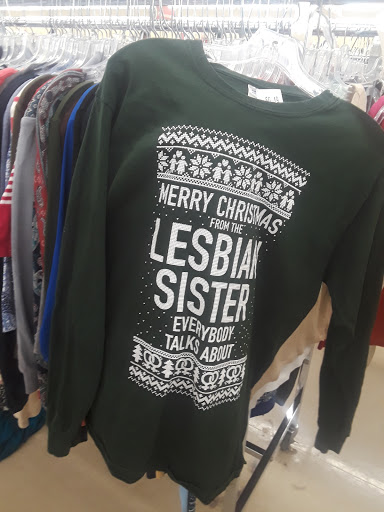 MERRY CHRISTMAS
FROM THE
LESBIAN
SISTER
EVERYBODY
TALKS ABOUT